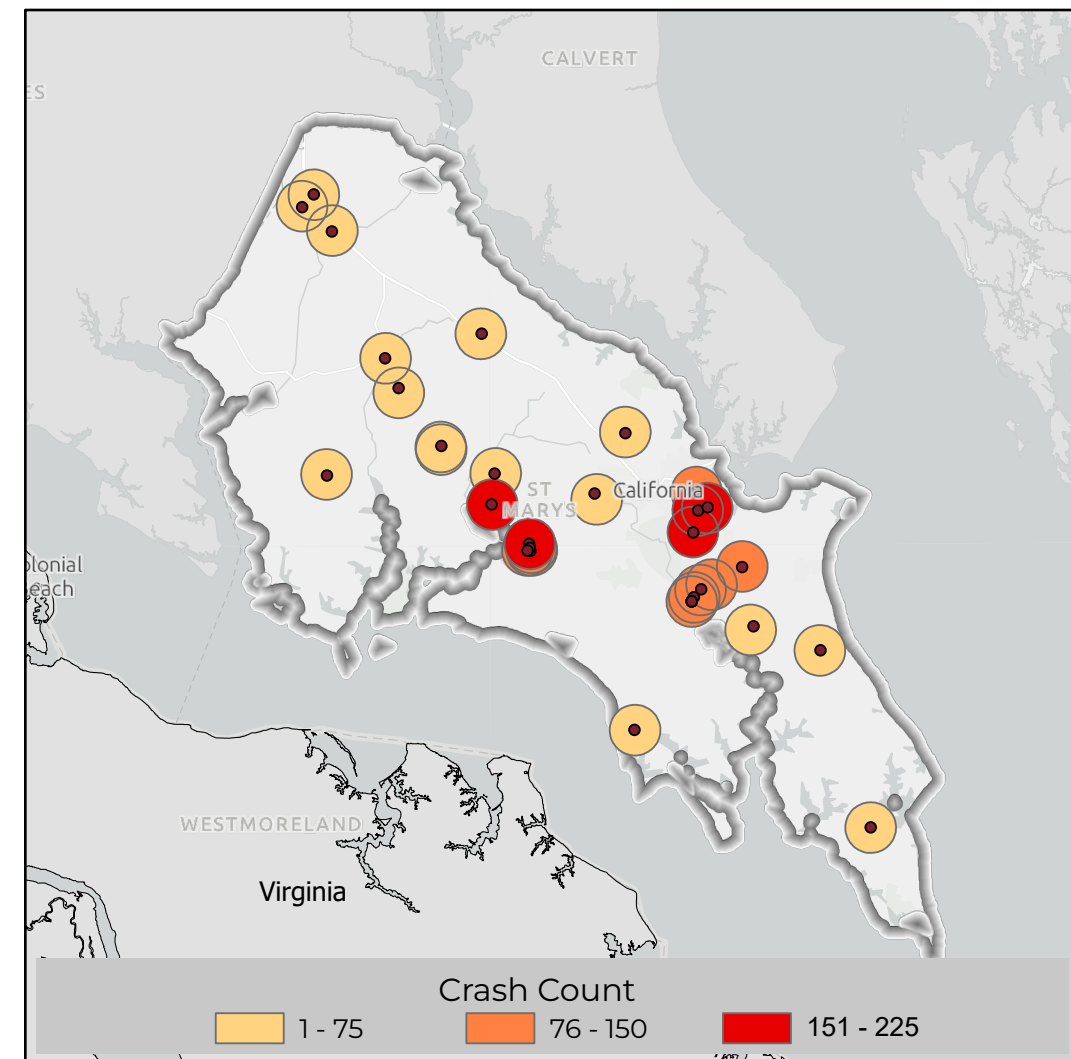 CALVERT
ES
ST
MARYS
California
olonial
each
WESTMORELAND
Virginia
Crash Count
1 - 75
76 - 150
151 - 225